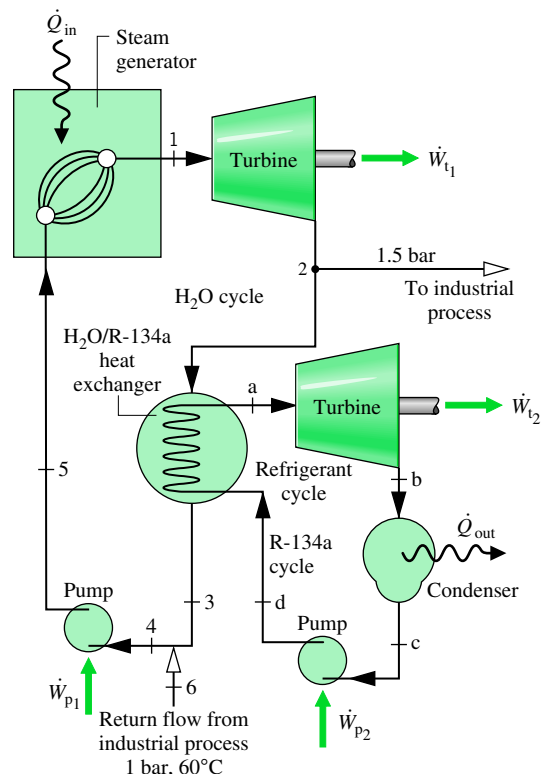 Q̇in
Steam
generator
1
Turbine
Ẇt1
2
1.5 bar
To industrial
process
H2O cycle
H2O/R-134a
heat
exchanger
a
Turbine
Ẇt2
5
Refrigerant
cycle
b
Q̇out
R-134a
cycle
Condenser
Pump
4
3
d
Pump
c
6
Ẇp1
Return flow from
industrial process
1 bar, 60°C
Ẇp2